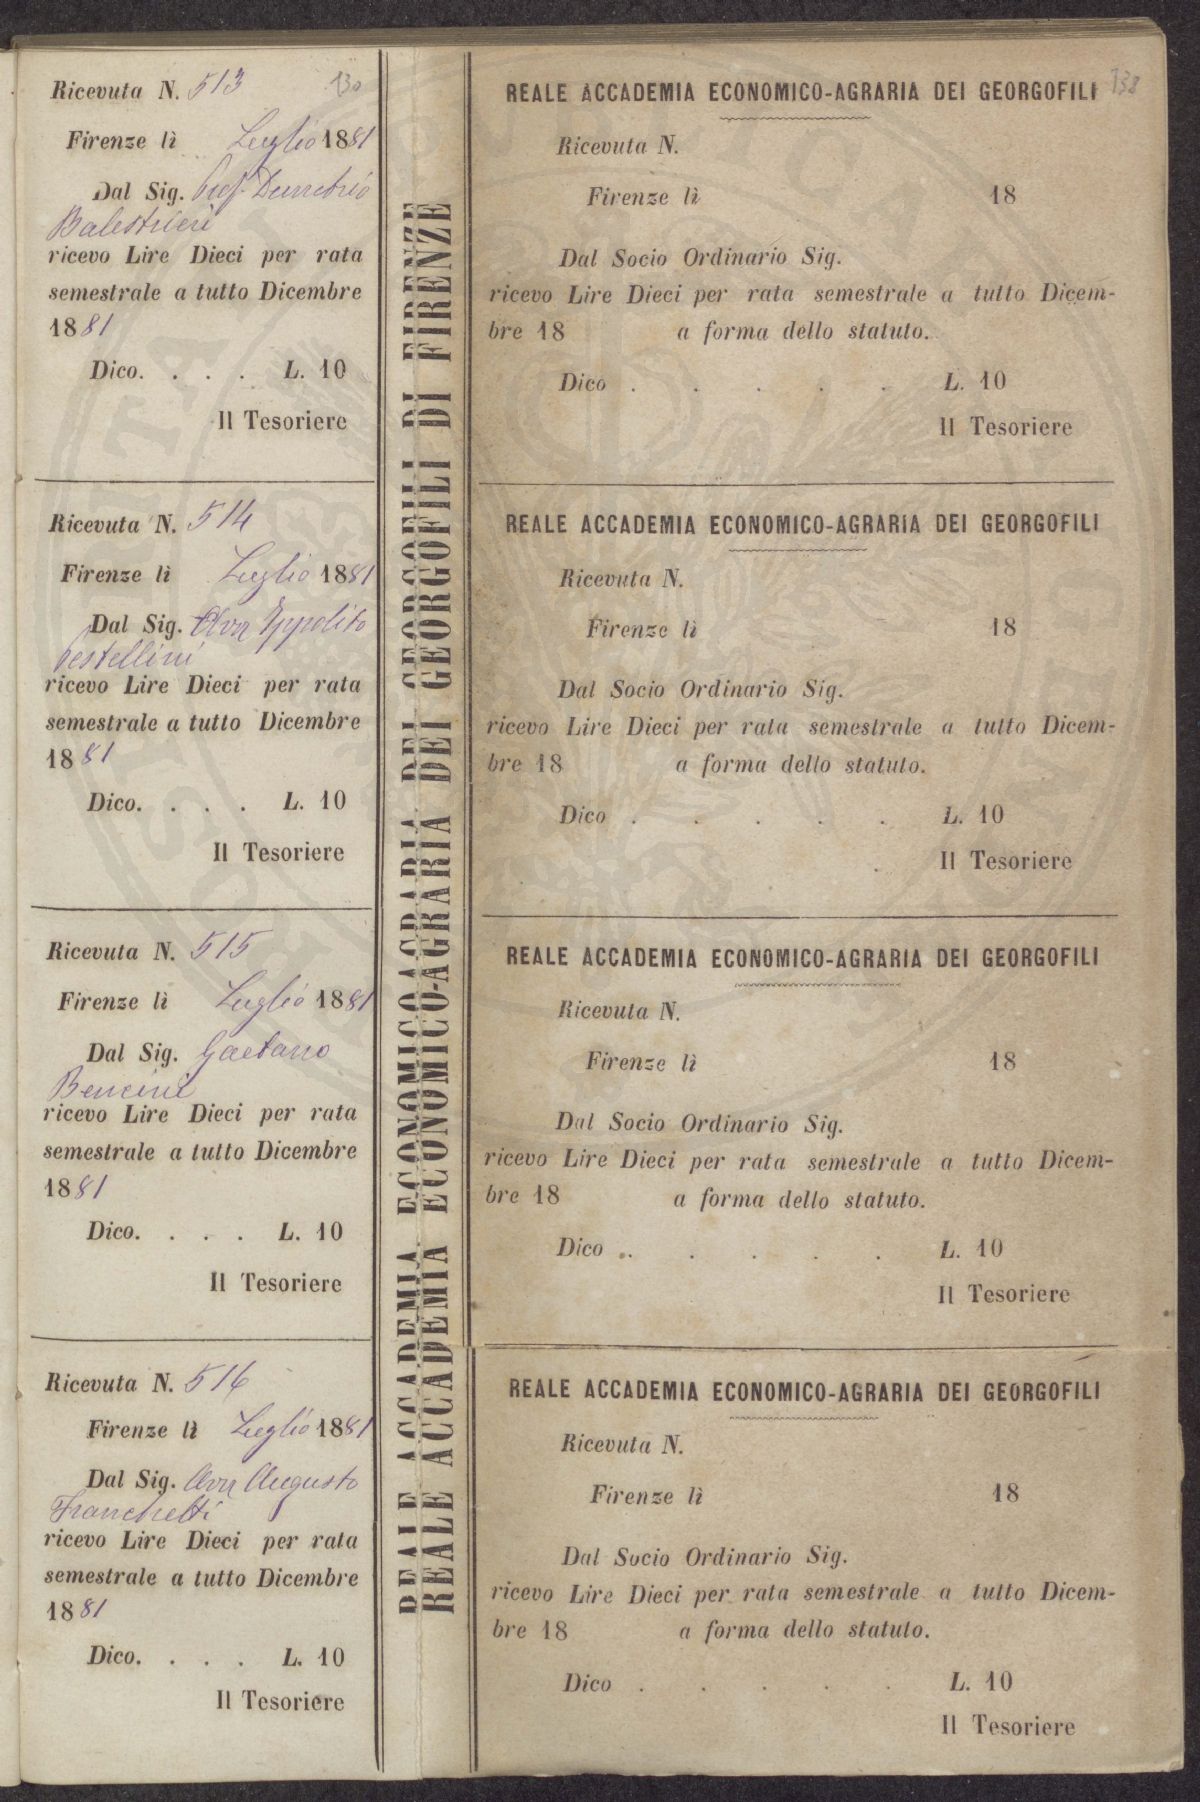 Ricevuta N. 513
130
Firenze lì Luglio 1881
Dal Sig. Prof. Demetrio
Balestrieri
ricevo Lire Dieci per rata
semestrale a tutto Dicembre
1881
Dico. . . . L. 10
Il Tesoriere
Ricevuta N. 514
Firenze lì Luglio 1881
Dal Sig. Avv Ippolito
Pestellini
ricevo Lire Dieci per rata
semestrale a tutto Dicembre
1881
Dico. . . . L. 10
Il Tesoriere
Ricevuta N. 515
Firenze lì Luglio 1881
Dal Sig. Gaetano
Bencini
ricevo Lire Dieci per rata
semestrale a tutto Dicembre
1881
Dico. . . . L. 10
Il Tesoriere
Ricevuta N. 516
Firenze lì Luglio 1881
Dal Sig. Avv Augusto
Franchetti
ricevo Lire Dieci per rata
semestrale a tutto Dicembre
1881
Dico. . . . L. 10
Il Tesoriere
REALE ACCADEMIA ECONOMICO-AGRARIA DEI GEORGOFILI DI FIRENZE
REALE ACCADEMIA ECONOMICO-AGRARIA DEI GEORGOFILI DI FIRENZE
138
REALE ACCADEMIA ECONOMICO-AGRARIA DEI GEORGOFILI
Ricevuta N.
Firenze lì 18
Dal Socio Ordinario Sig.
ricevo Lire Dieci per rata semestrale a tutto Dicem-
bre 18 a forma dello statuto.
Dico . . . . . L. 10
Il Tesoriere
REALE ACCADEMIA ECONOMICO-AGRARIA DEI GEORGOFILI
Ricevuta N.
Firenze lì 18
Dal Socio Ordinario Sig.
ricevo Lire Dieci per rata semestrale a tutto Dicem-
bre 18 a forma dello statuto.
Dico . . . . . L. 10
Il Tesoriere
REALE ACCADEMIA ECONOMICO-AGRARIA DEI GEORGOFILI
Ricevuta N.
Firenze lì 18
Dal Socio Ordinario Sig.
ricevo Lire Dieci per rata semestrale a tutto Dicem-
bre 18 a forma dello statuto.
Dico . . . . . L. 10
Il Tesoriere
REALE ACCADEMIA ECONOMICO-AGRARIA DEI GEORGOFILI
Ricevuta N.
Firenze lì 18
Dal Socio Ordinario Sig.
ricevo Lire Dieci per rata semestrale a tutto Dicem-
bre 18 a forma dello statuto.
Dico . . . . . L. 10
Il Tesoriere